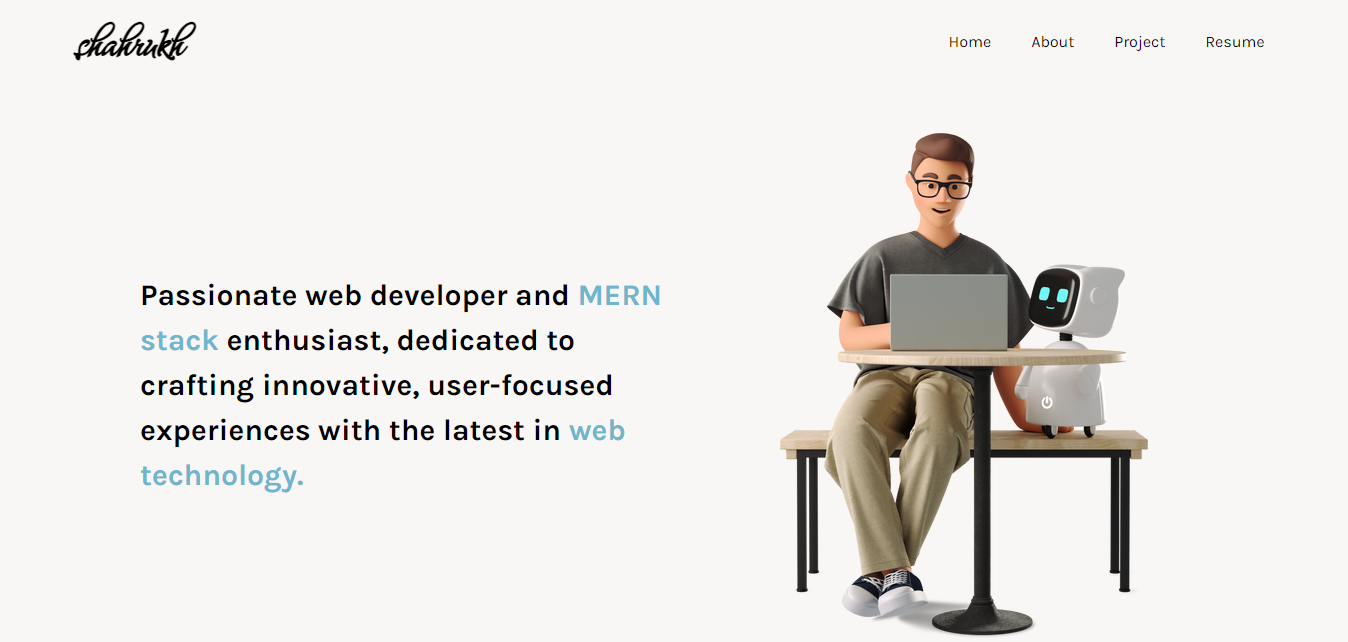 shahrukh
Home About Project Resume
Passionate web developer and MERN
stack enthusiast, dedicated to
crafting innovative, user-focused
experiences with the latest in web
technology.